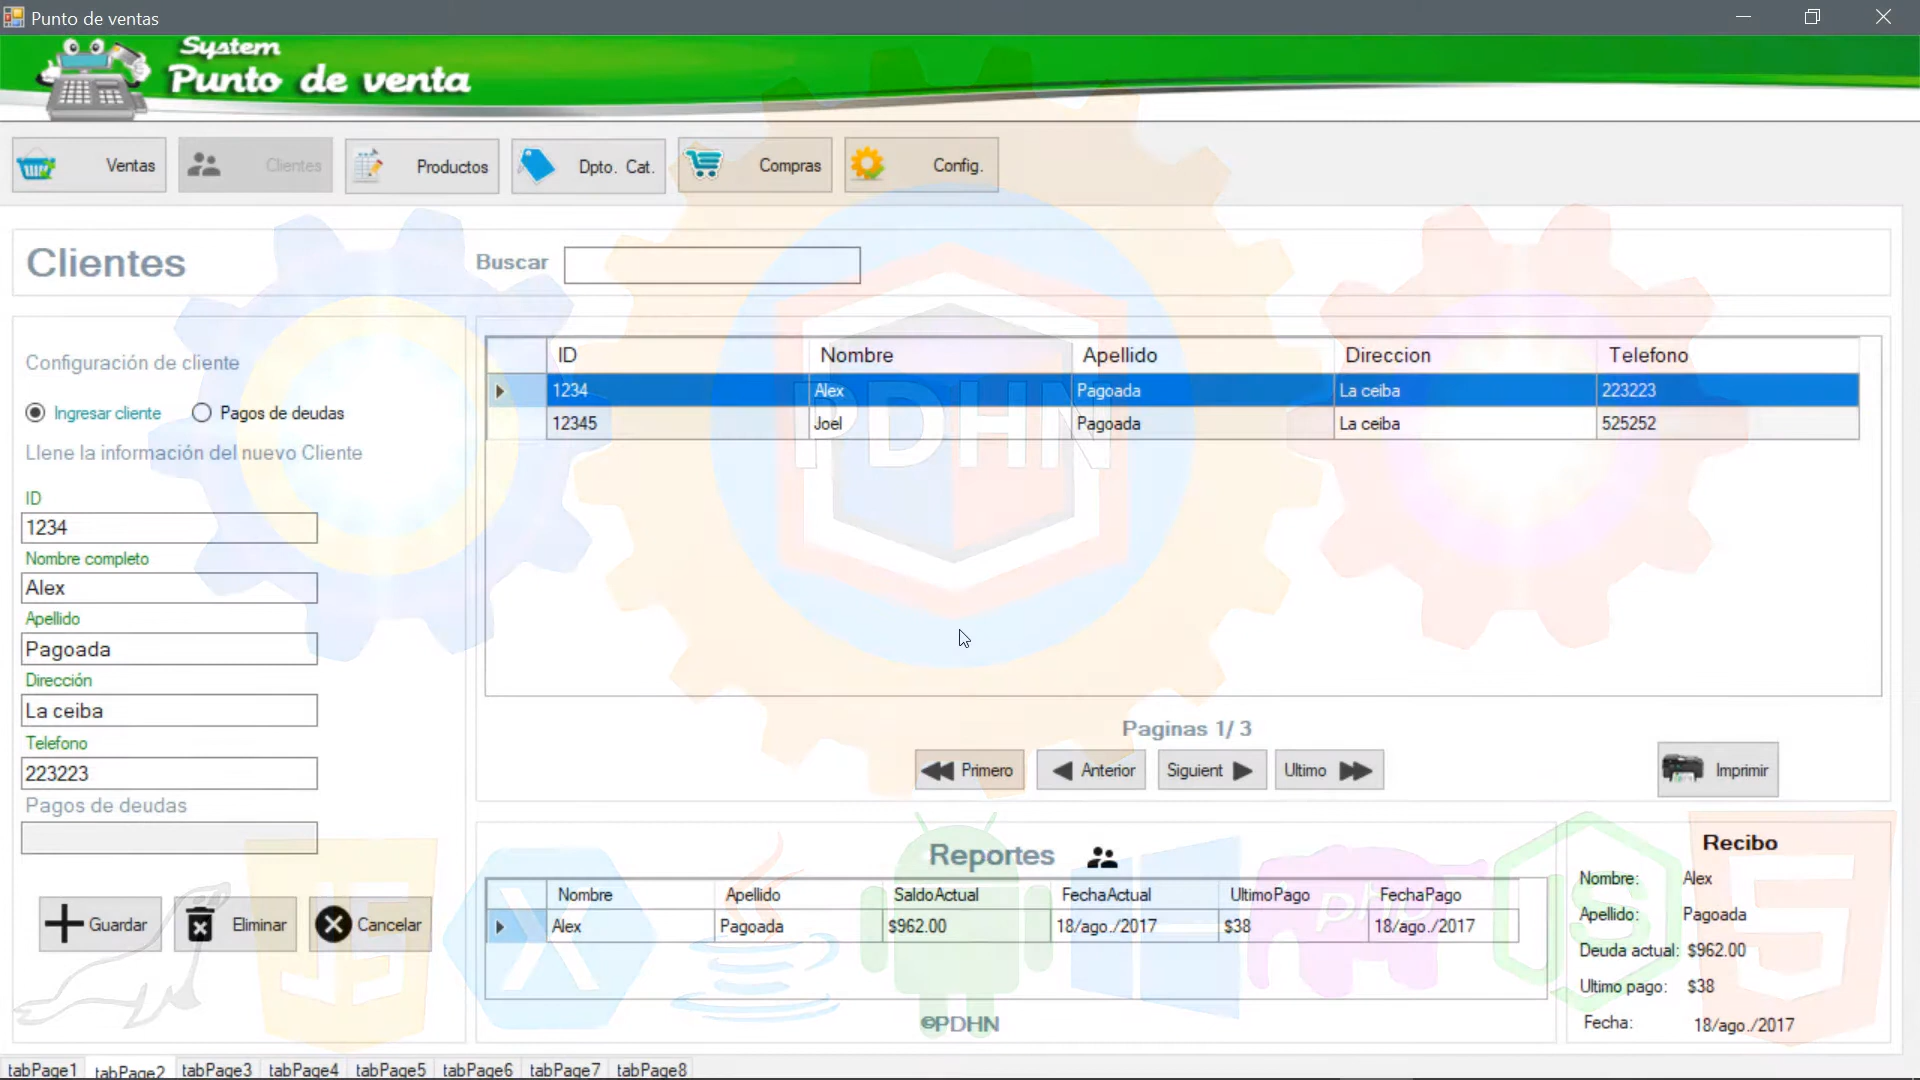 Punto de ventas
System
Punto de venta
Ventas
Clientes
Productos
Dpto. Cat.
Compras
Config.
Clientes
Buscar
Configuración de cliente
Ingresar cliente
Pagos de deudas
Llene la información del nuevo Cliente
ID
1234
Nombre completo
Alex
Apellido
Pagoada
Dirección
La ceiba
Telefono
223223
Pagos de deudas
Guardar
Eliminar
Cancelar
ID Nombre Apellido Direccion Telefono
1234 Alex Pagoada La ceiba 223223
12345 Joel Pagoada La ceiba 525252
PDHN
Paginas 1/ 3
Primero
Anterior
Siguient
Ultimo
Imprimir
Reportes
Nombre Apellido SaldoActual FechaActual UltimoPago FechaPago
Alex Pagoada $962.00 18/ago./2017 $38 18/ago./2017
JS
php
©PDHN
Recibo
Nombre: Alex
Apellido: Pagoada
Deuda actual: $962.00
Ultimo pago: $38
Fecha: 18/ago./2017
tabPage1 tabPage2 tabPage3 tabPage4 tabPage5 tabPage6 tabPage7 tabPage8